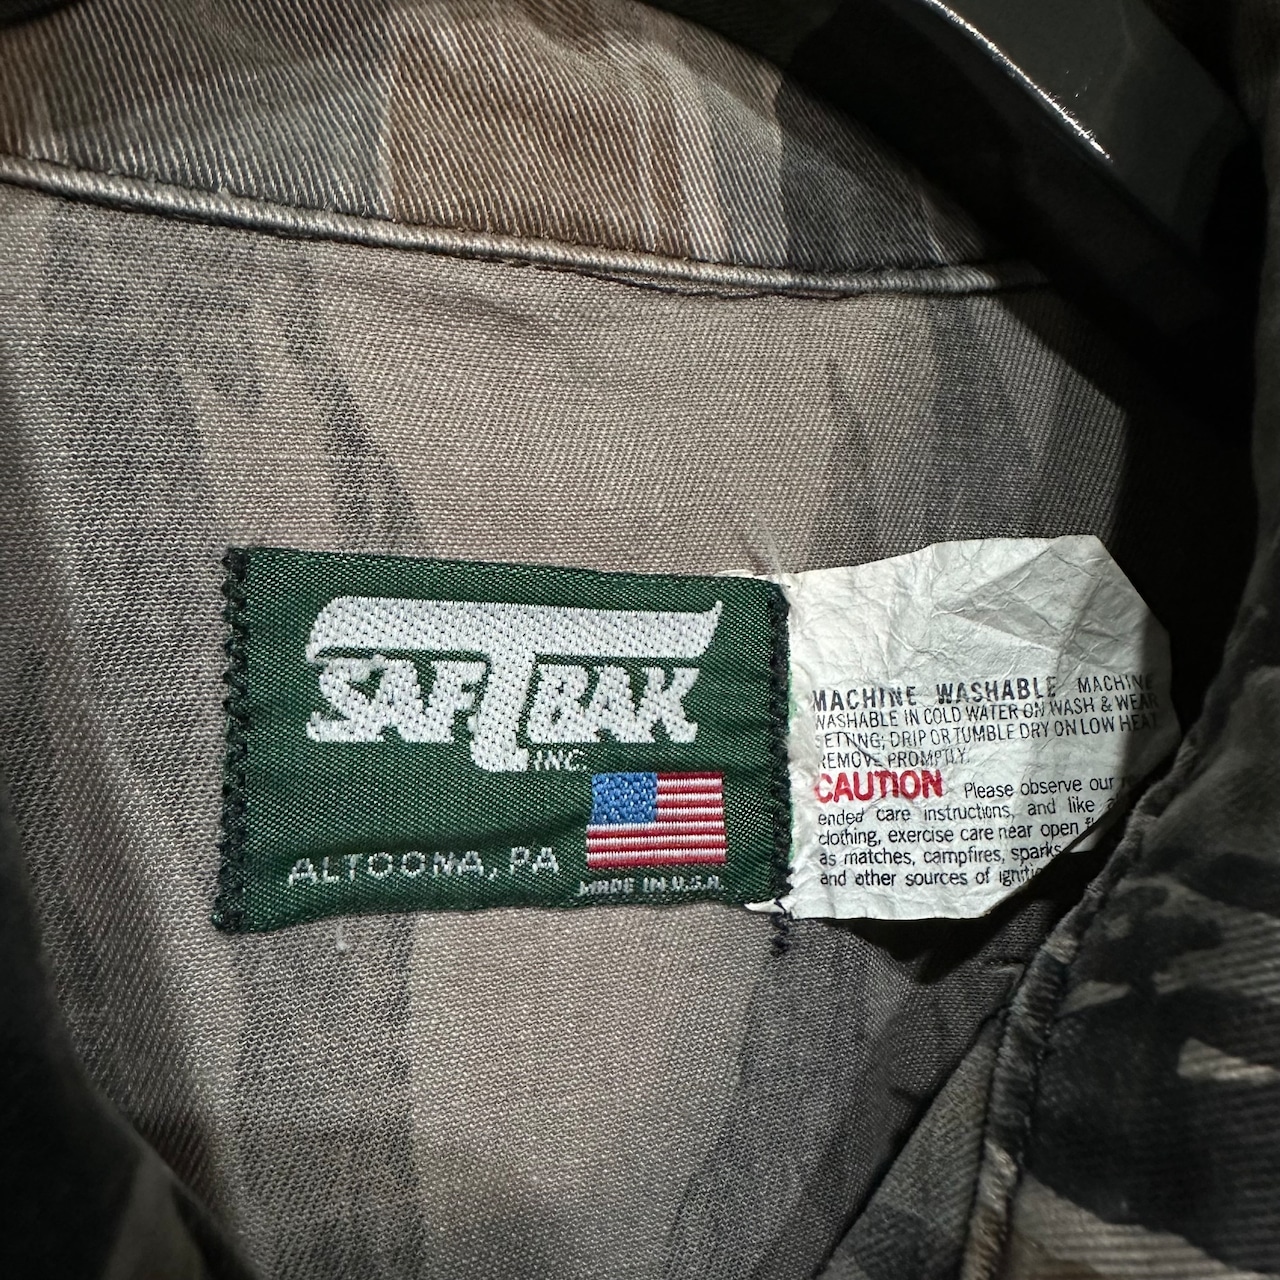 SAFTBAK
INC.
ALTOONA, PA
MADE IN U.S.A.
MACHINE WASHABLE MACHINE
WASHABLE IN COLD WATER ON WASH & WEAR
SETTING; DRIP OR TUMBLE DRY ON LOW HEAT
REMOVE PROMPTLY.
CAUTION Please observe our
ended care instructions, and like
clothing, exercise care near open
as matches, campfires, sparks
and other sources of